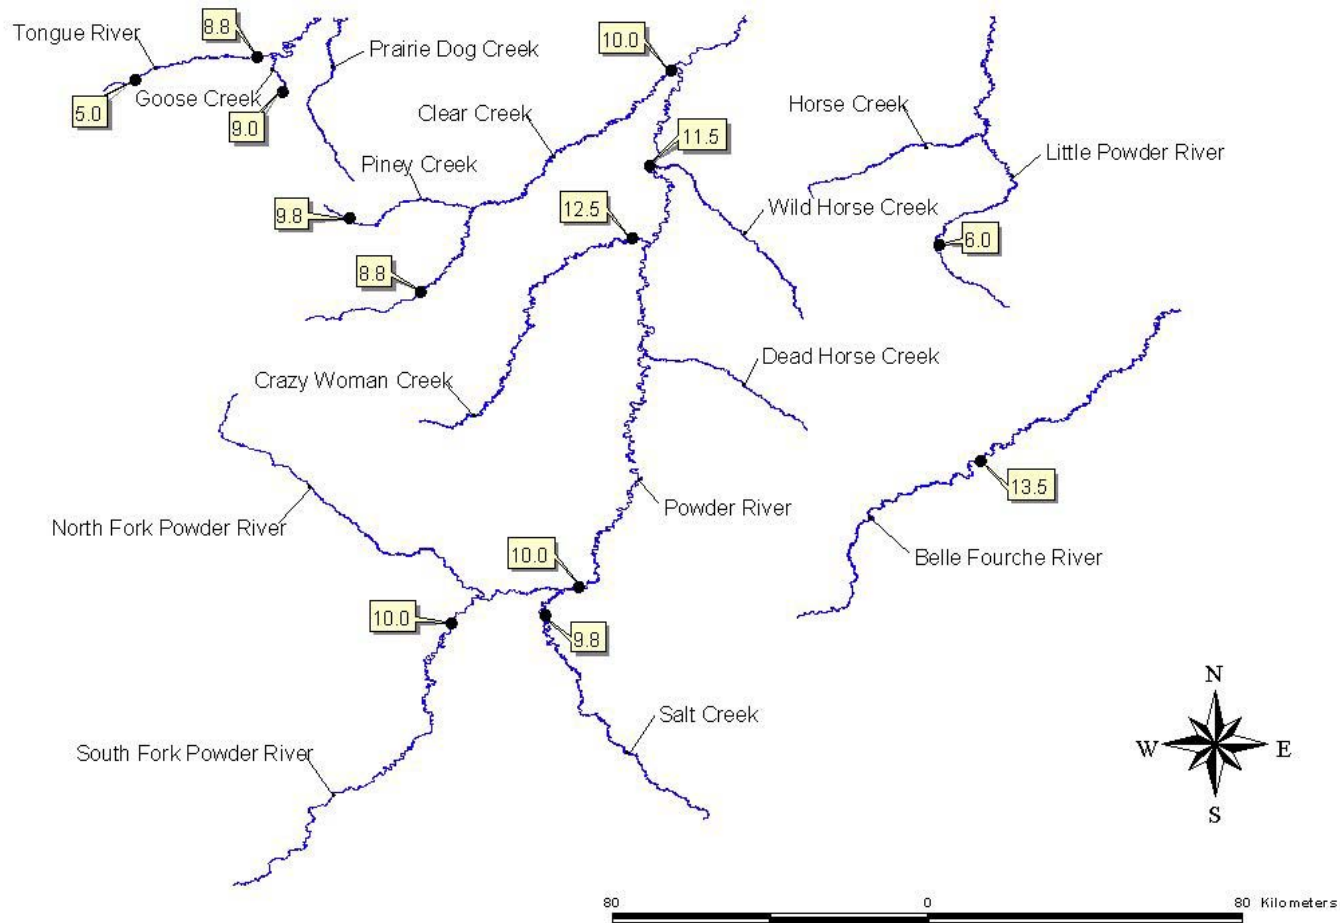 Tongue River
8.8
Prairie Dog Creek
10.0
5.0
Goose Creek
9.0
Clear Creek
Horse Creek
11.5
Little Powder River
Piney Creek
9.8
12.5
Wild Horse Creek
6.0
8.8
Crazy Woman Creek
Dead Horse Creek
13.5
North Fork Powder River
Powder River
Belle Fourche River
10.0
10.0
9.8
Salt Creek
South Fork Powder River
N
W E
S
80 0 80 Kilometers